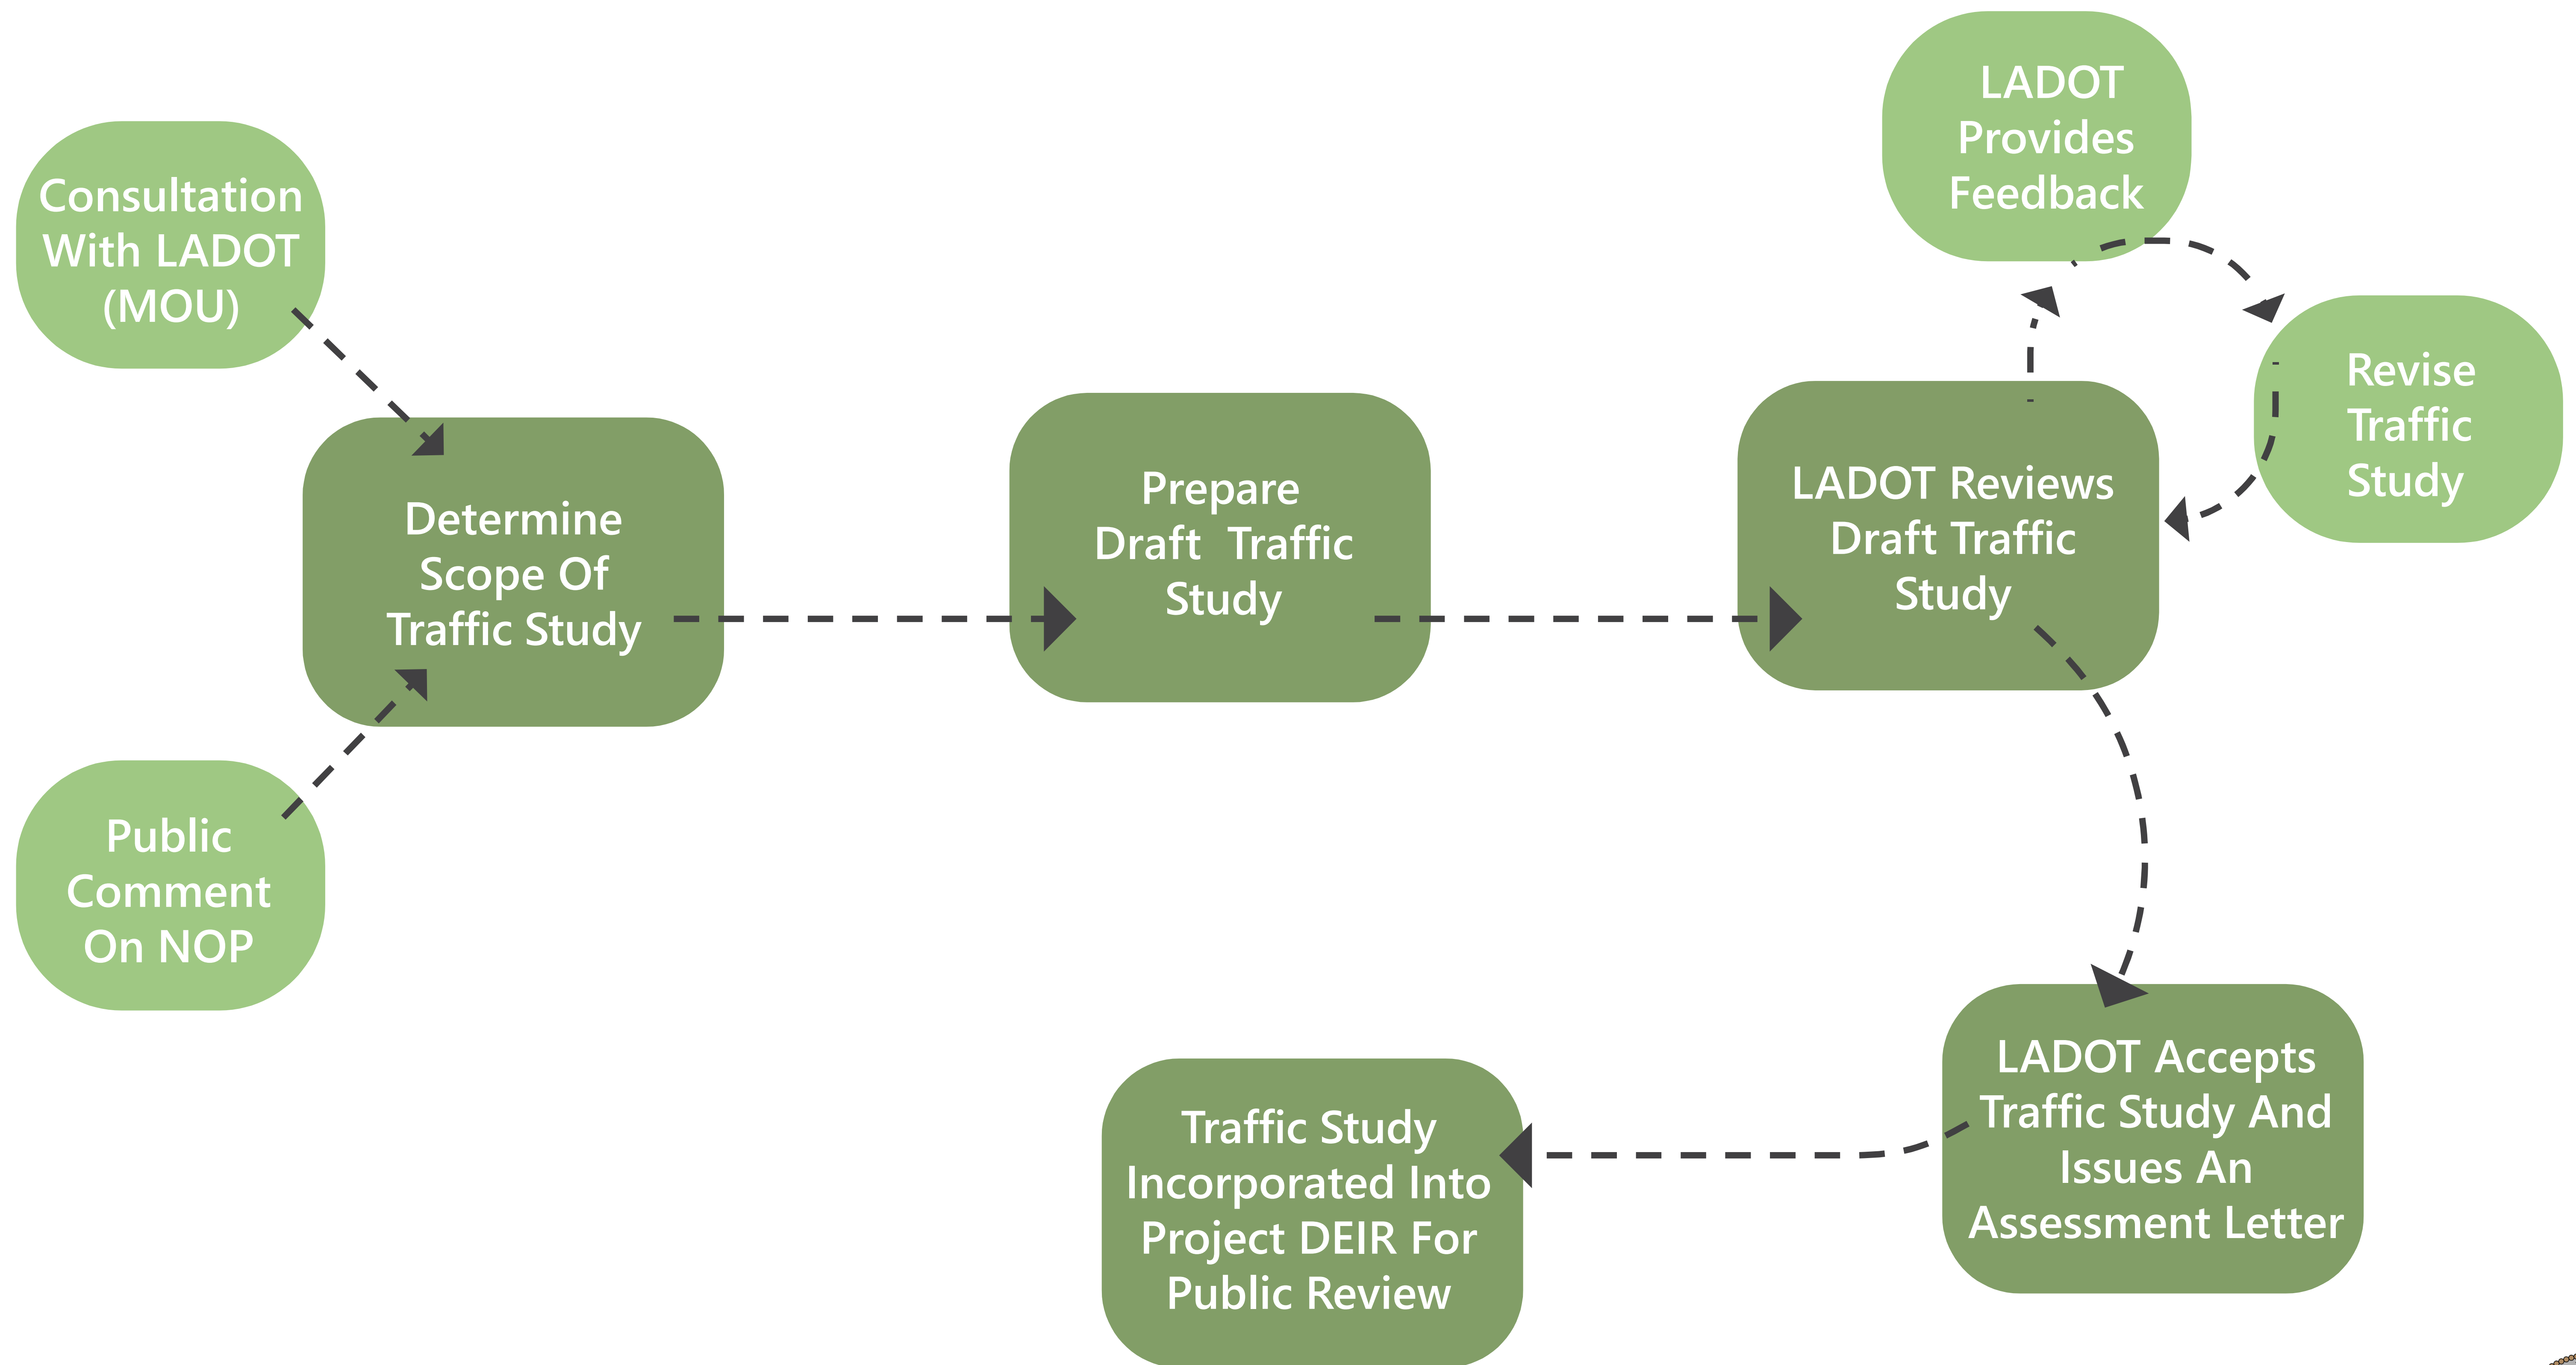 Consultation
With LADOT
(MOU)
Public
Comment
On NOP
Determine
Scope Of
Traffic Study
Prepare
Draft Traffic
Study
LADOT Reviews
Draft Traffic
Study
LADOT
Provides
Feedback
Revise
Traffic
Study
LADOT Accepts
Traffic Study And
Issues An
Assessment Letter
Traffic Study
Incorporated Into
Project DEIR For
Public Review